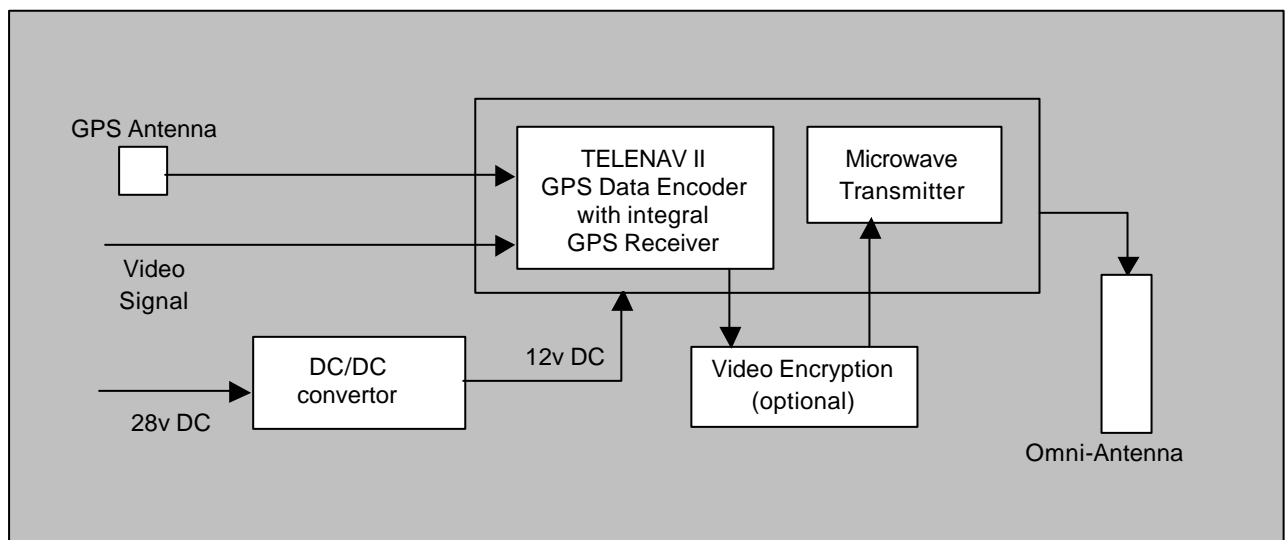 GPS Antenna
TELENAV II
GPS Data Encoder
with integral
GPS Receiver
Microwave
Transmitter
Video
Signal
DC/DC
convertor
12v DC
28v DC
Video Encryption
(optional)
Omni-Antenna